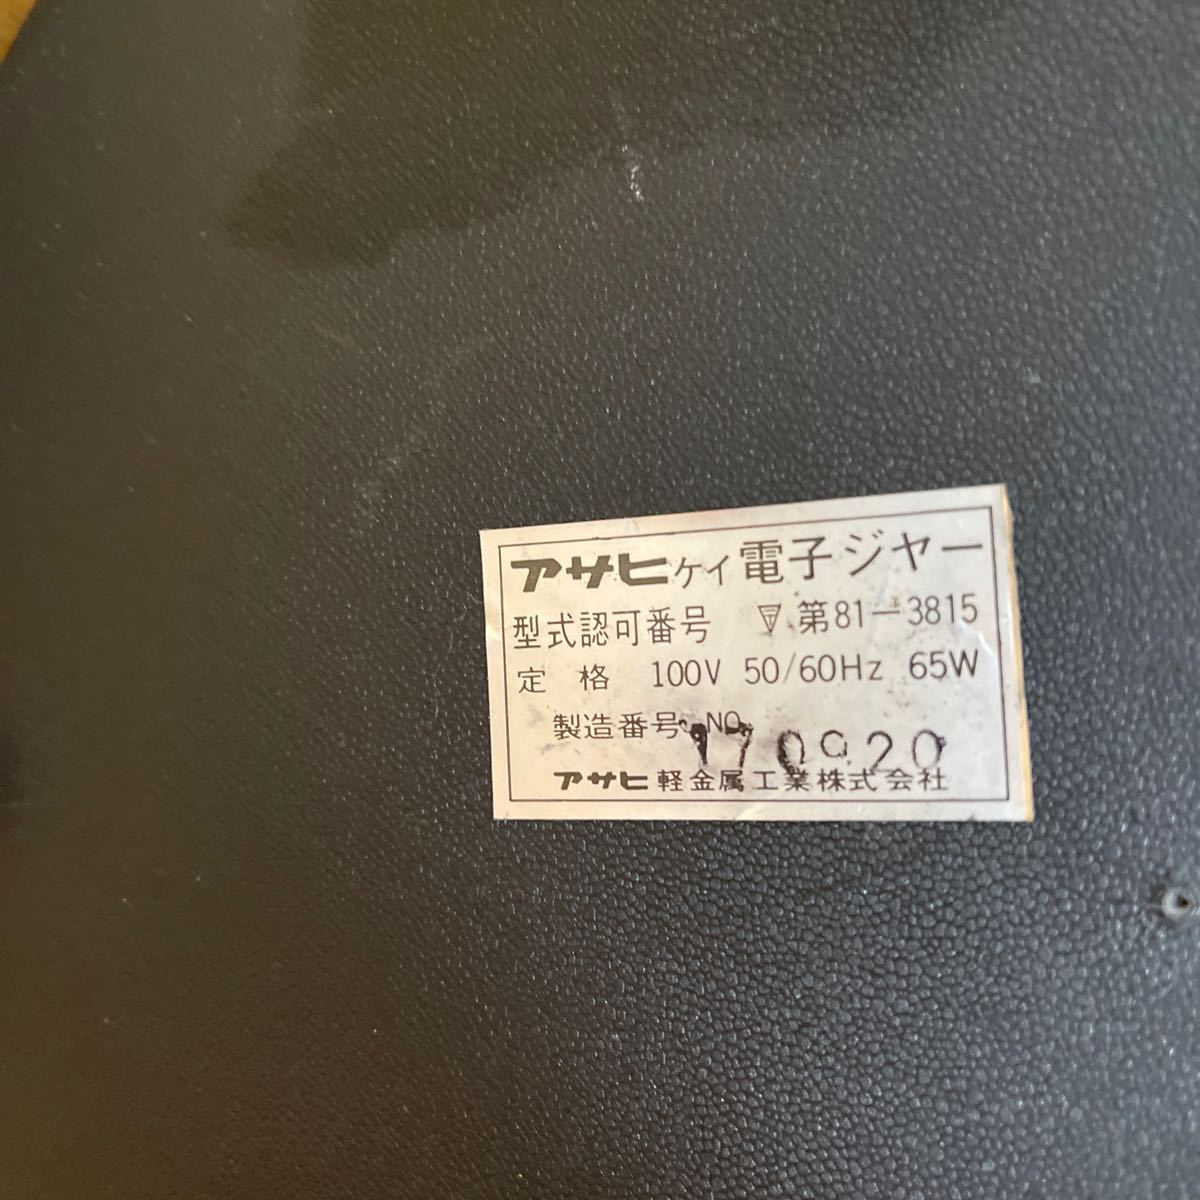 アサヒケイ電子ジヤー
型式認可番号 第81-3815
定格 100V 50/60Hz 65W
製造番号 NO. 170920
アサヒ軽金属工業株式会社